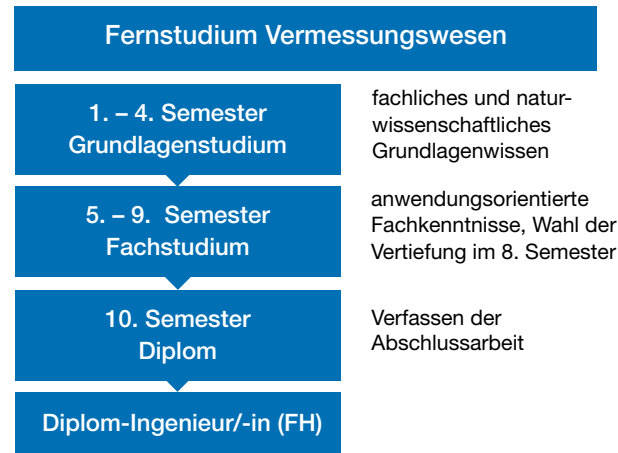 Fernstudium Vermessungswesen
1. – 4. Semester
Grundlagenstudium
fachliches und natur-
wissenschaftliches
Grundlagenwissen
5. – 9. Semester
Fachstudium
anwendungsorientierte
Fachkenntnisse, Wahl der
Vertiefung im 8. Semester
10. Semester
Diplom
Verfassen der
Abschlussarbeit
Diplom-Ingenieur/-in (FH)